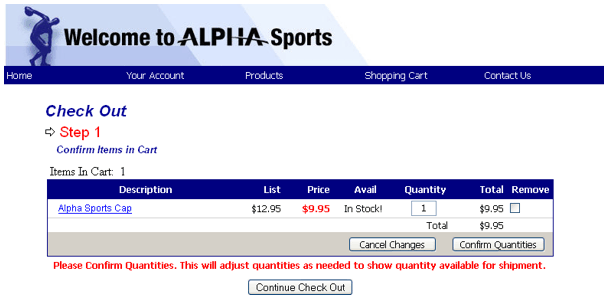 Welcome to ALPHA Sports
Home Your Account Products Shopping Cart Contact Us
Check Out
Step 1
Confirm Items in Cart
Items In Cart: 1
Description List Price Avail Quantity Total Remove
Alpha Sports Cap $12.95 $9.95 In Stock! 1 $9.95
Total $9.95
Cancel Changes Confirm Quantities
Please Confirm Quantities. This will adjust quantities as needed to show quantity available for shipment.
Continue Check Out